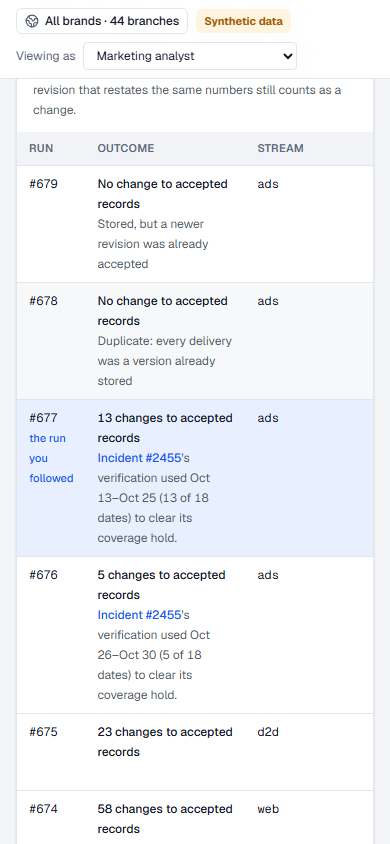 All brands · 44 branches
Synthetic data
Viewing as
Marketing analyst
revision that restates the same numbers still counts as a
change.
RUN OUTCOME STREAM
#679 No change to accepted ads
records
Stored, but a newer
revision was already
accepted
#678 No change to accepted ads
records
Duplicate: every delivery
was a version already
stored
#677 13 changes to accepted ads
the run records
you Incident #2455's
followed verification used Oct
13–Oct 25 (13 of 18
dates) to clear its
coverage hold.
#676 5 changes to accepted ads
records
Incident #2455's
verification used Oct
26–Oct 30 (5 of 18
dates) to clear its
coverage hold.
#675 23 changes to accepted d2d
records
#674 58 changes to accepted web
records